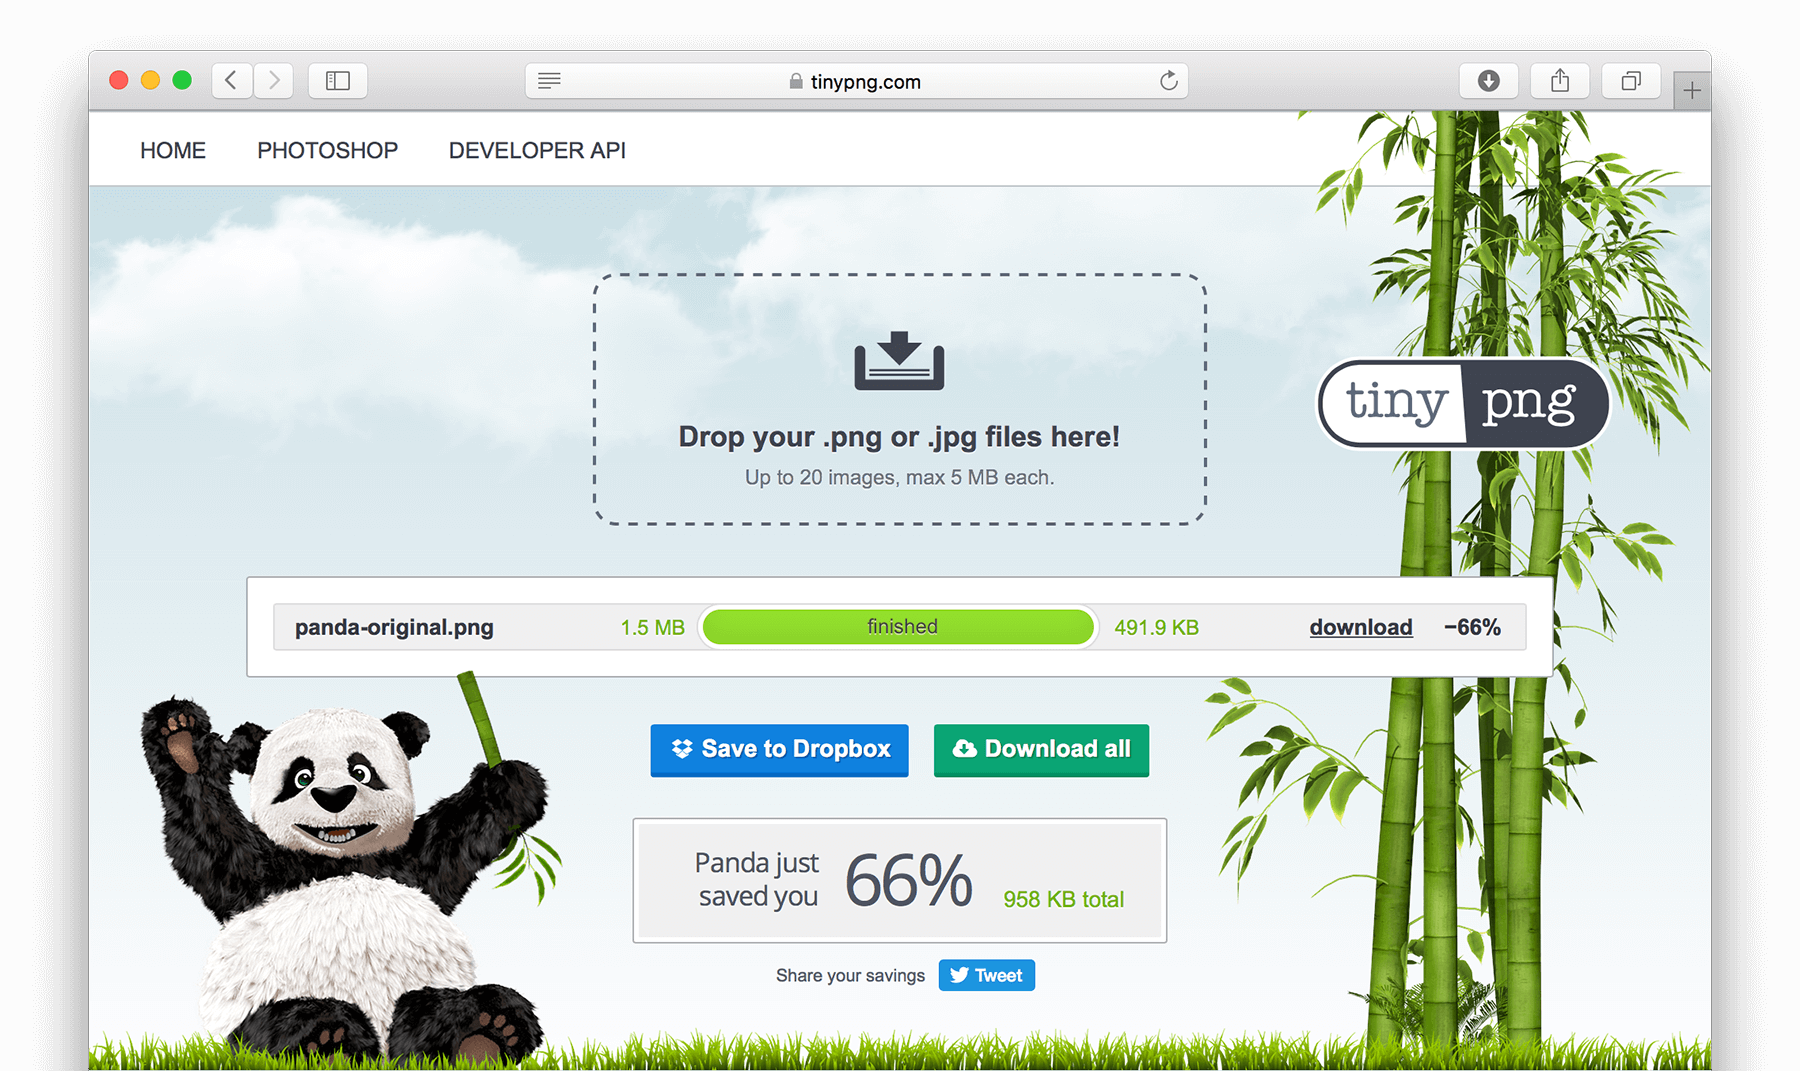 tinypng.com
HOME PHOTOSHOP DEVELOPER API
Drop your .png or .jpg files here!
Up to 20 images, max 5 MB each.
tiny png
panda-original.png 1.5 MB finished 491.9 KB download −66%
Save to Dropbox Download all
Panda just
saved you 66% 958 KB total
Share your savings Tweet